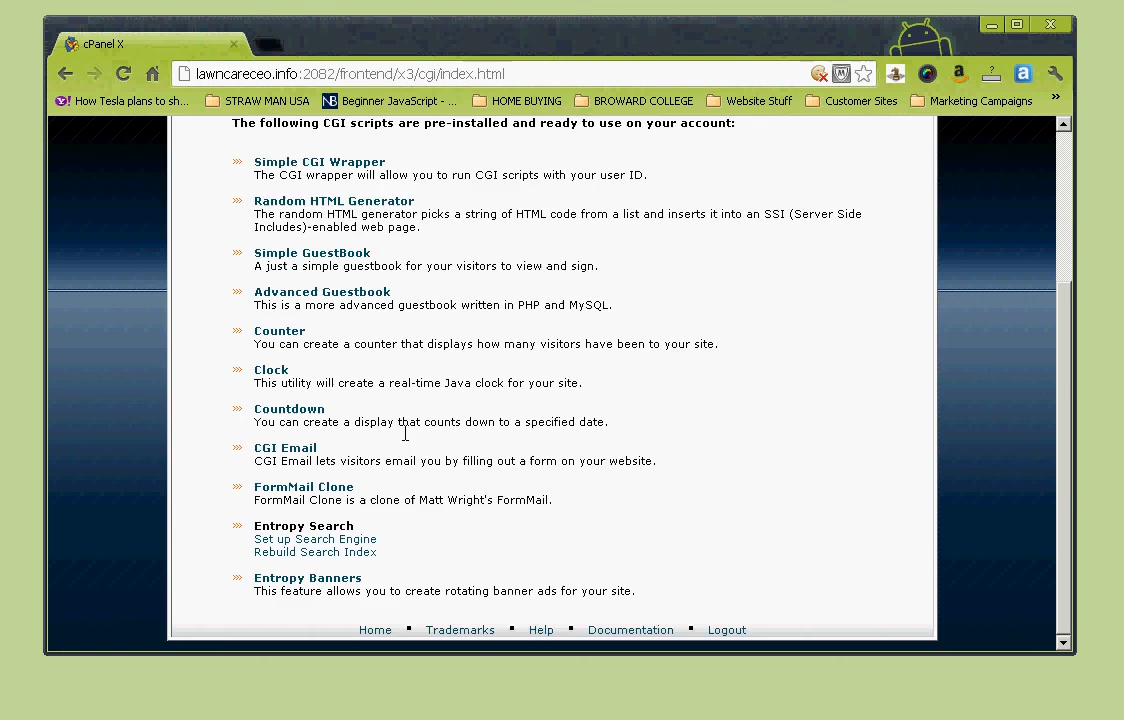 cPanel X
lawncareceo.info:2082/frontend/x3/cgi/index.html
How Tesla plans to sh... STRAW MAN USA Beginner JavaScript - ... HOME BUYING BROWARD COLLEGE Website Stuff Customer Sites Marketing Campaigns »
The following CGI scripts are pre-installed and ready to use on your account:
Simple CGI Wrapper
The CGI wrapper will allow you to run CGI scripts with your user ID.
Random HTML Generator
The random HTML generator picks a string of HTML code from a list and inserts it into an SSI (Server Side
Includes)-enabled web page.
Simple GuestBook
A just a simple guestbook for your visitors to view and sign.
Advanced Guestbook
This is a more advanced guestbook written in PHP and MySQL.
Counter
You can create a counter that displays how many visitors have been to your site.
Clock
This utility will create a real-time Java clock for your site.
Countdown
You can create a display that counts down to a specified date.
CGI Email
CGI Email lets visitors email you by filling out a form on your website.
FormMail Clone
FormMail Clone is a clone of Matt Wright's FormMail.
Entropy Search
Set up Search Engine
Rebuild Search Index
Entropy Banners
This feature allows you to create rotating banner ads for your site.
Home ▪ Trademarks ▪ Help ▪ Documentation ▪ Logout